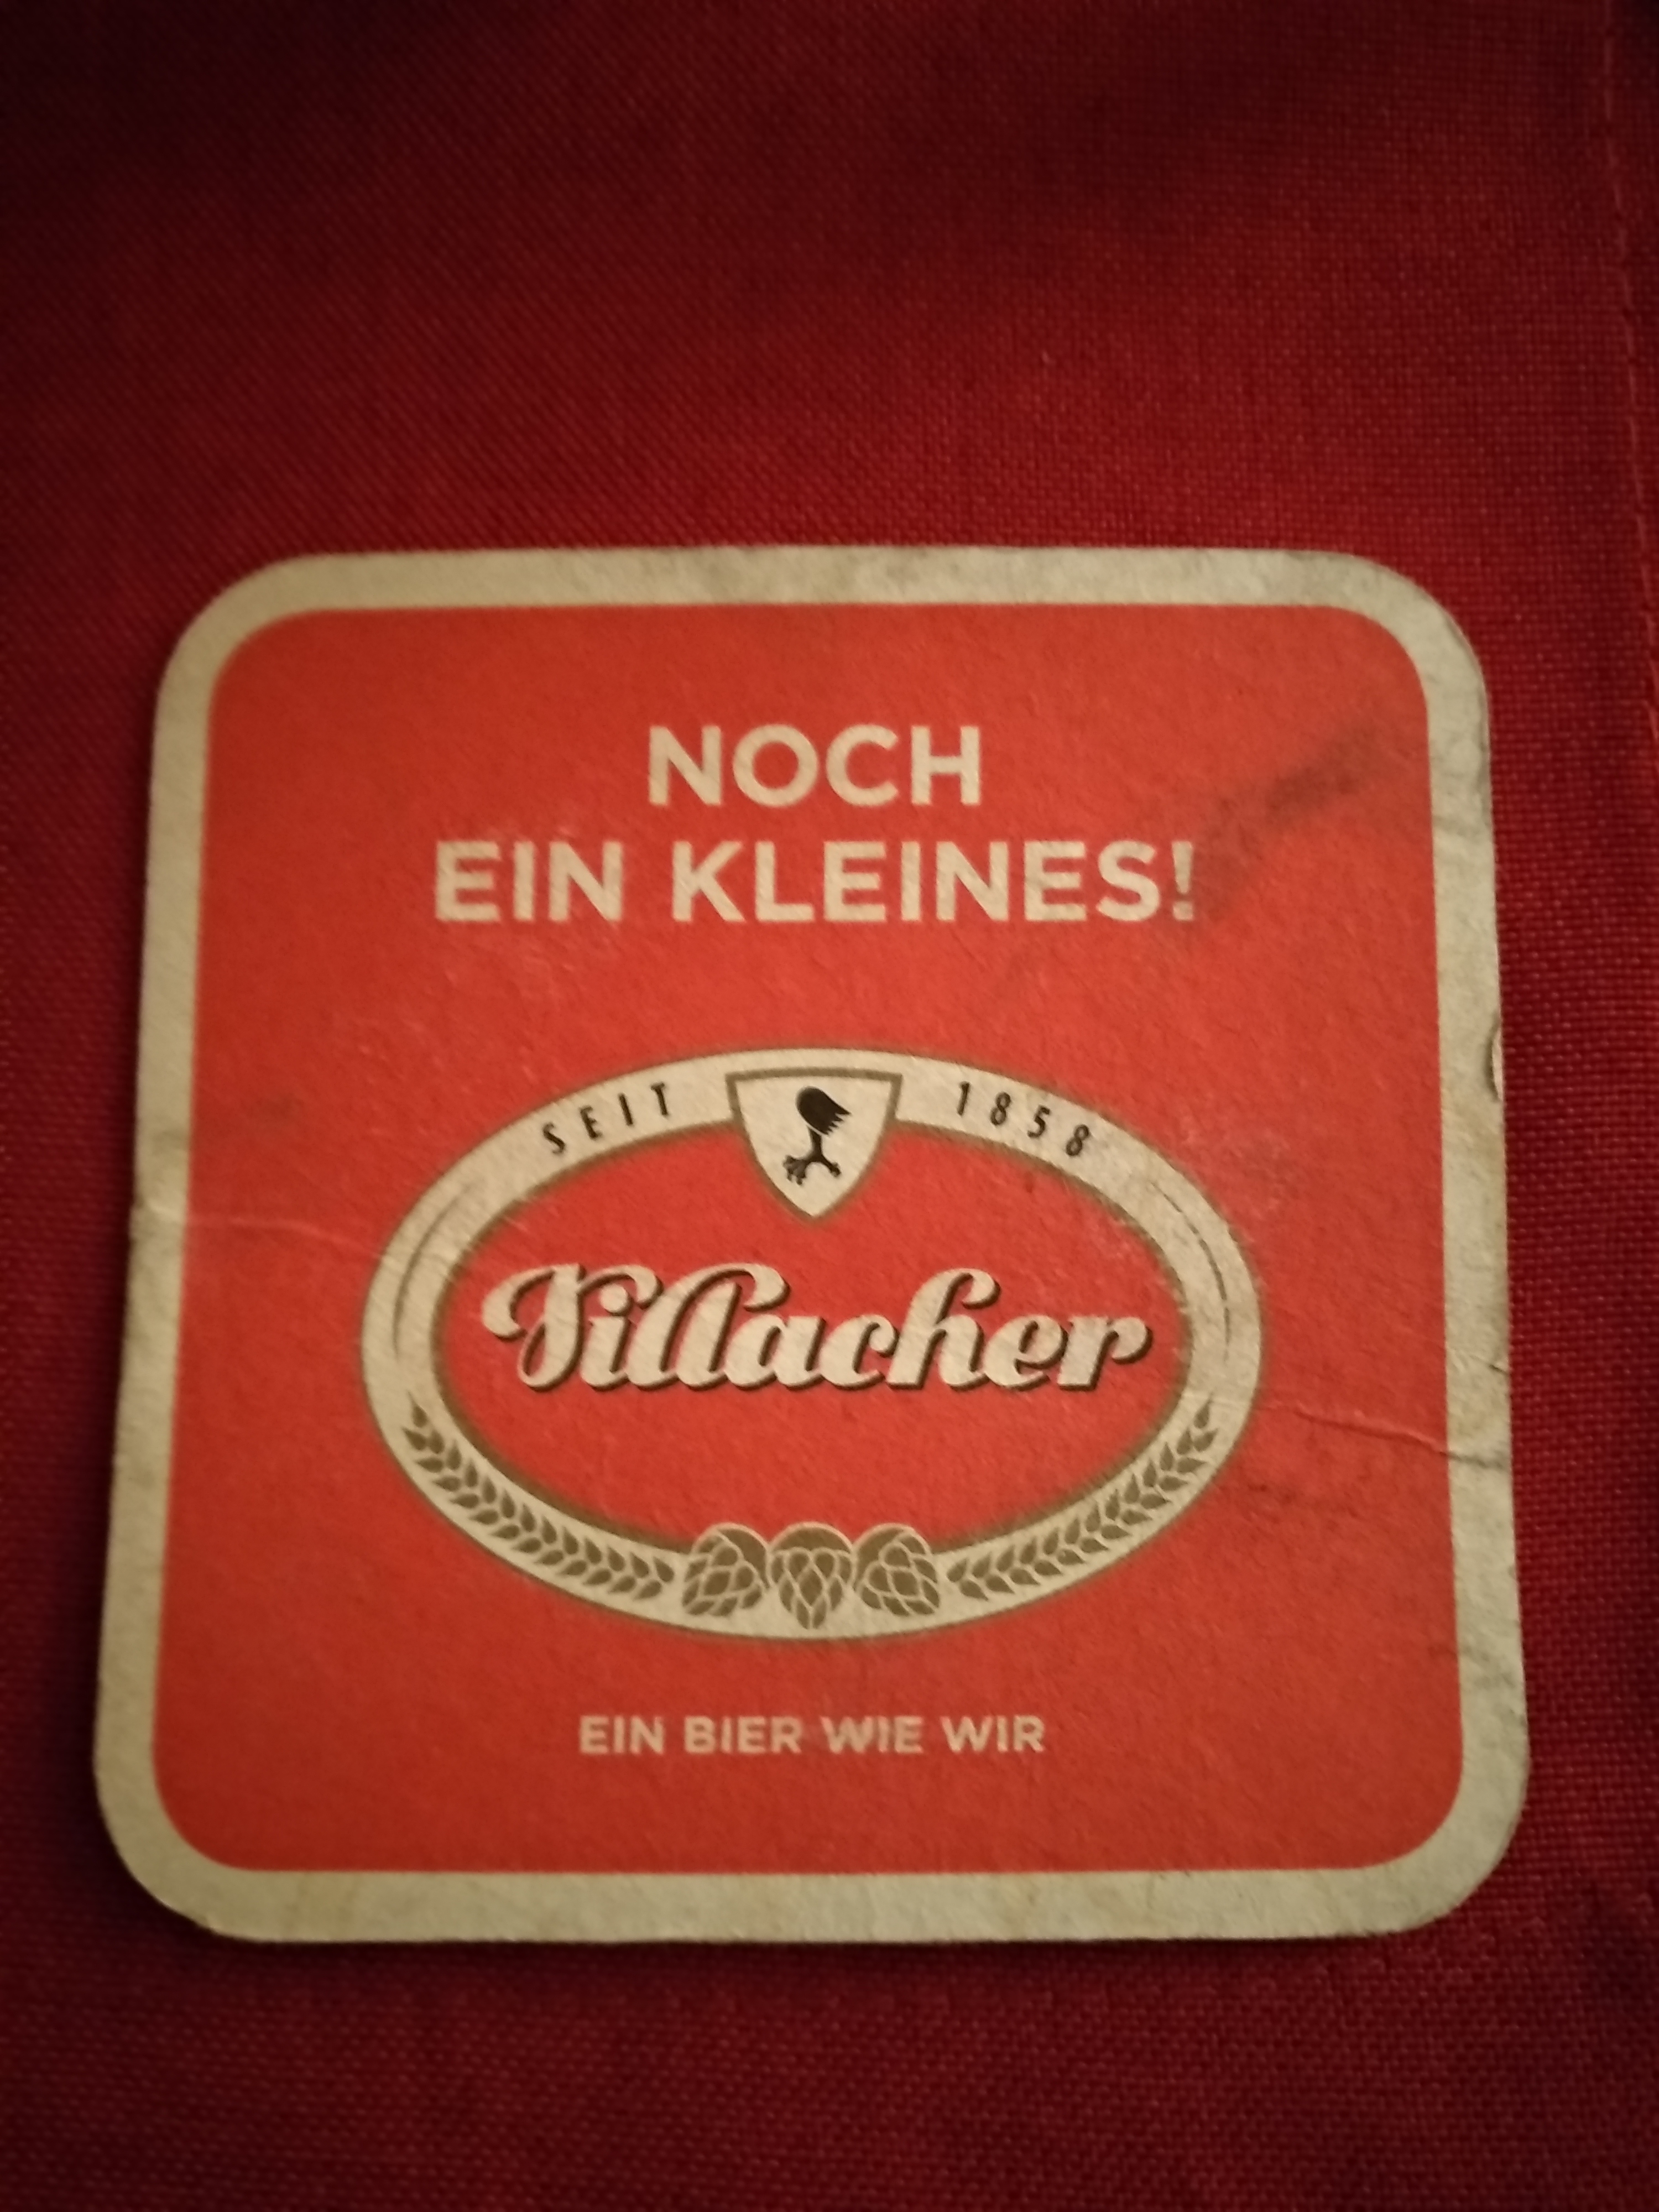 NOCH
EIN KLEINES!
SEIT 1858
Villacher
EIN BIER WIE WIR